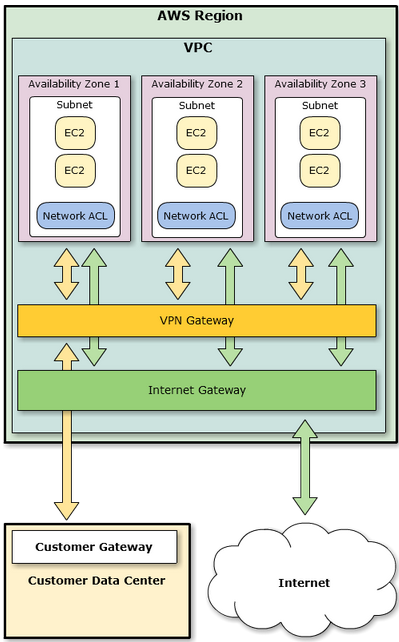 AWS Region
VPC
Availability Zone 1
Subnet
EC2
EC2
Network ACL
Availability Zone 2
Subnet
EC2
EC2
Network ACL
Availability Zone 3
Subnet
EC2
EC2
Network ACL
VPN Gateway
Internet Gateway
Customer Gateway
Customer Data Center
Internet